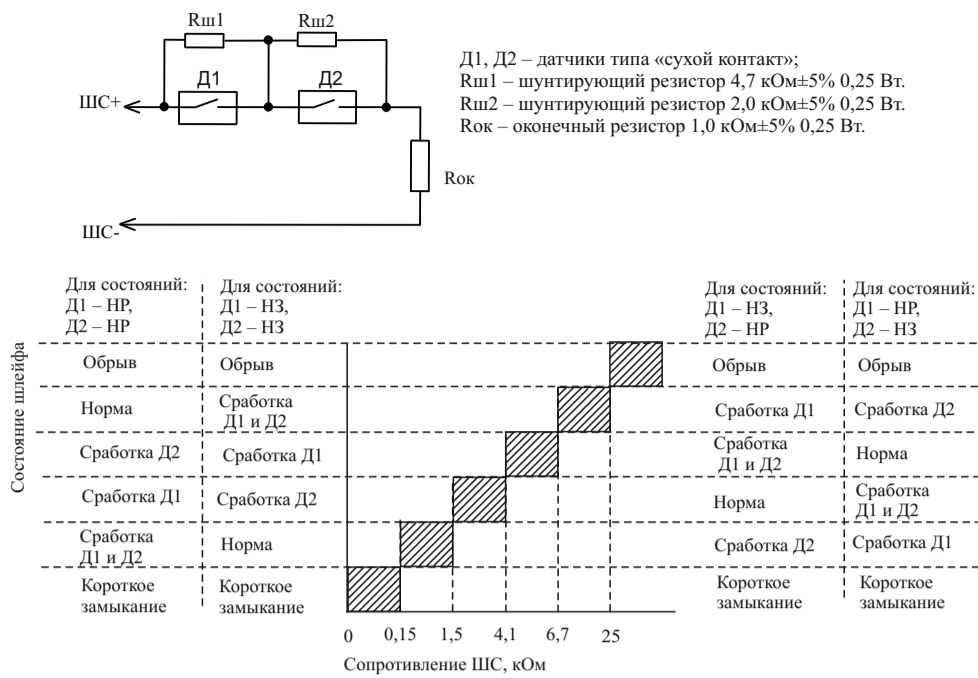 Rш1
Rш2
Д1
Д2
ШС+
Rок
ШС-
Д1, Д2 – датчики типа «сухой контакт»;
Rш1 – шунтирующий резистор 4,7 кОм±5% 0,25 Вт.
Rш2 – шунтирующий резистор 2,0 кОм±5% 0,25 Вт.
Rок – оконечный резистор 1,0 кОм±5% 0,25 Вт.
Состояние шлейфа
Для состояний:
Д1 – НР,
Д2 – НР
Обрыв
Норма
Сработка Д2
Сработка Д1
Сработка
Д1 и Д2
Короткое
замыкание
Для состояний:
Д1 – НЗ,
Д2 – НЗ
Обрыв
Сработка
Д1 и Д2
Сработка Д1
Сработка Д2
Норма
Короткое
замыкание
0
0,15
1,5
4,1
6,7
25
Сопротивление ШС, кОм
Для состояний:
Д1 – НЗ,
Д2 – НР
Обрыв
Сработка Д1
Сработка
Д1 и Д2
Норма
Сработка Д2
Короткое
замыкание
Для состояний:
Д1 – НР,
Д2 – НЗ
Обрыв
Сработка Д2
Норма
Сработка
Д1 и Д2
Сработка Д1
Короткое
замыкание